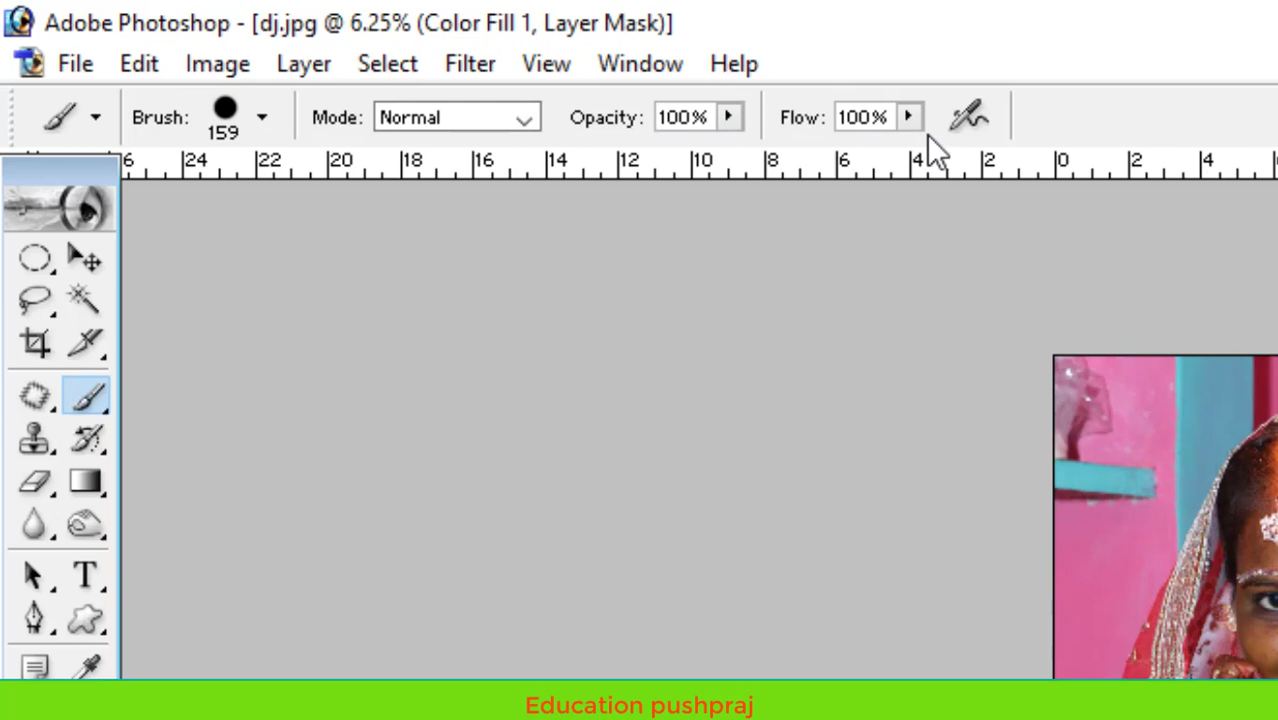 Adobe Photoshop - [dj.jpg @ 6.25% (Color Fill 1, Layer Mask)]
File Edit Image Layer Select Filter View Window Help
Brush: 159 Mode: Normal Opacity: 100% Flow: 100%
6 24 22 20 18 16 14 12 10 8 6 4 2 0 2 4
T
Education pushpraj